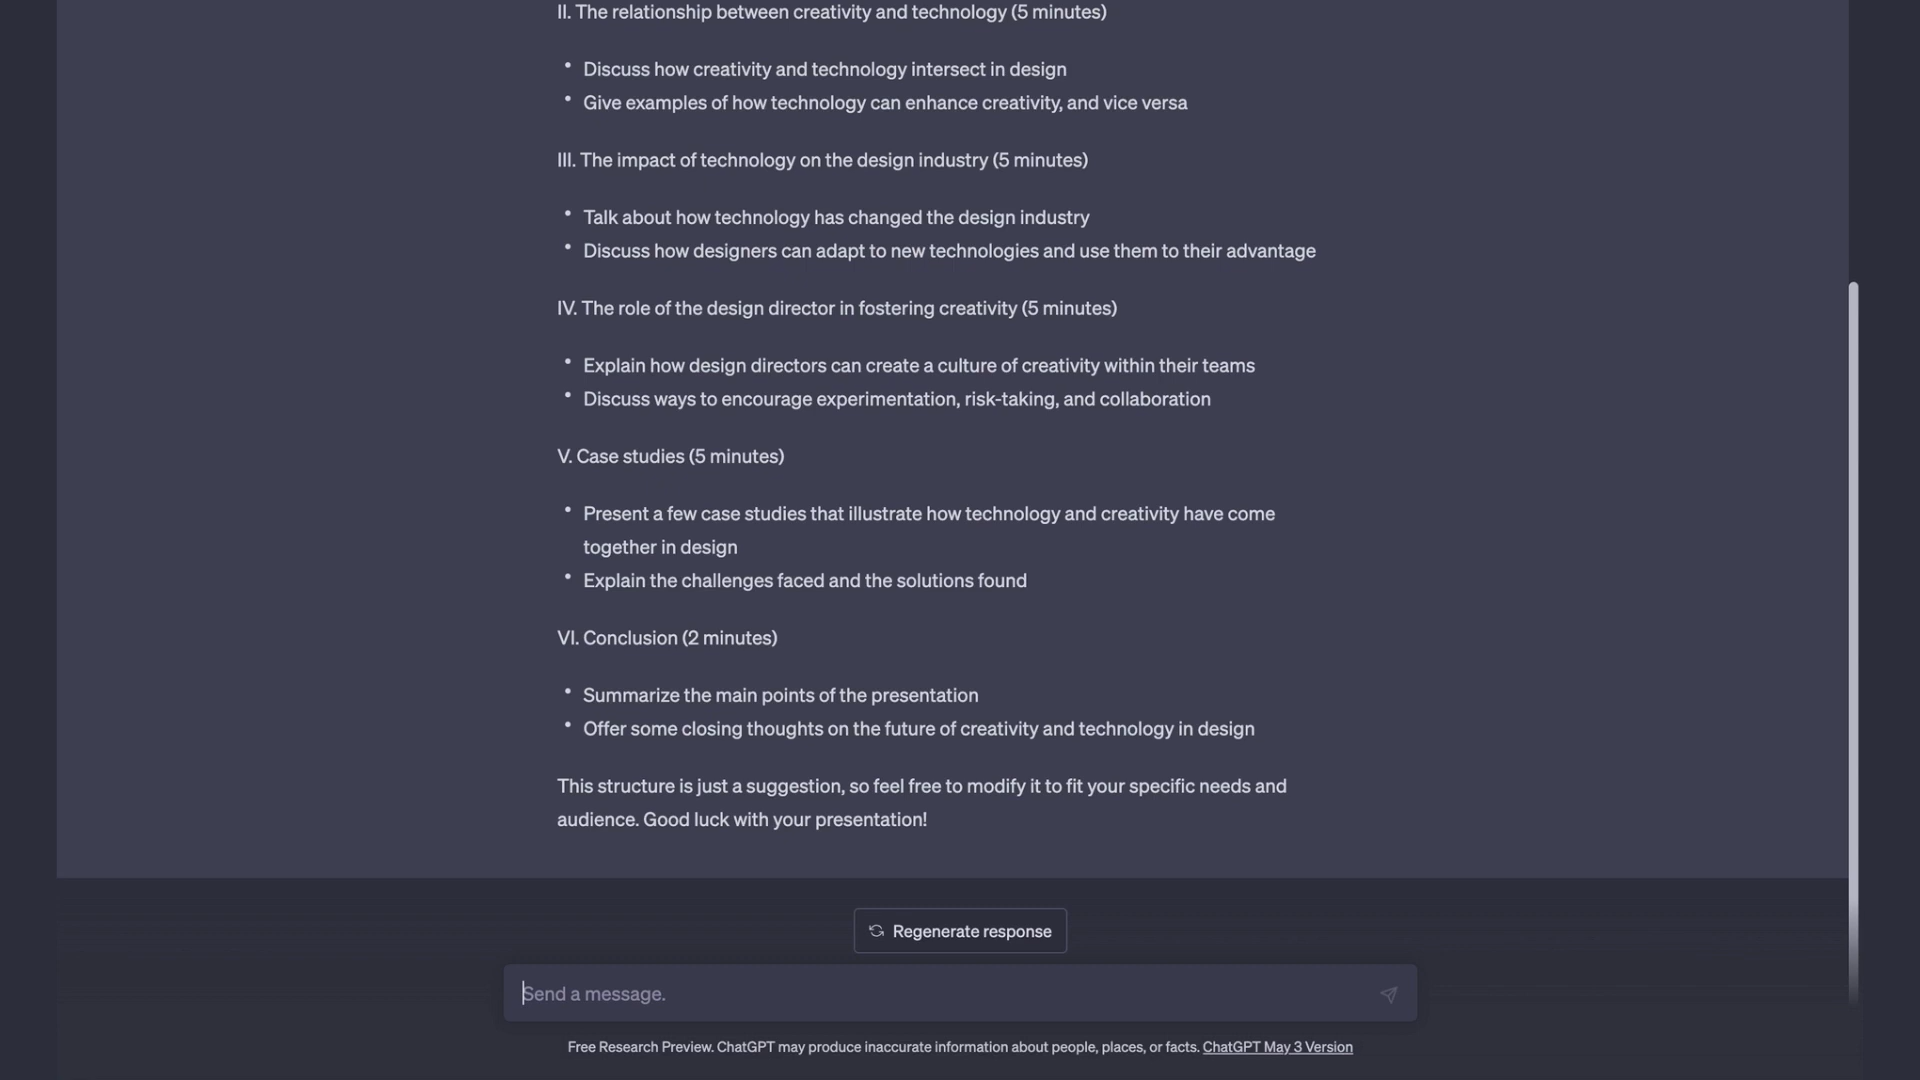 II. The relationship between creativity and technology (5 minutes)
• Discuss how creativity and technology intersect in design
• Give examples of how technology can enhance creativity, and vice versa
III. The impact of technology on the design industry (5 minutes)
• Talk about how technology has changed the design industry
• Discuss how designers can adapt to new technologies and use them to their advantage
IV. The role of the design director in fostering creativity (5 minutes)
• Explain how design directors can create a culture of creativity within their teams
• Discuss ways to encourage experimentation, risk-taking, and collaboration
V. Case studies (5 minutes)
• Present a few case studies that illustrate how technology and creativity have come
together in design
• Explain the challenges faced and the solutions found
VI. Conclusion (2 minutes)
• Summarize the main points of the presentation
• Offer some closing thoughts on the future of creativity and technology in design
This structure is just a suggestion, so feel free to modify it to fit your specific needs and
audience. Good luck with your presentation!
Regenerate response
Send a message.
Free Research Preview. ChatGPT may produce inaccurate information about people, places, or facts. ChatGPT May 3 Version